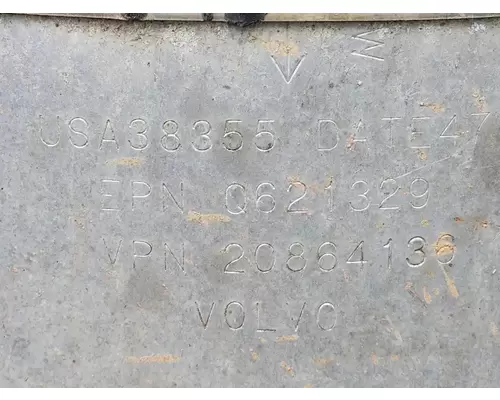 USA38355 DATE47
EPN 0621329
VPN 20864136
VOLVO